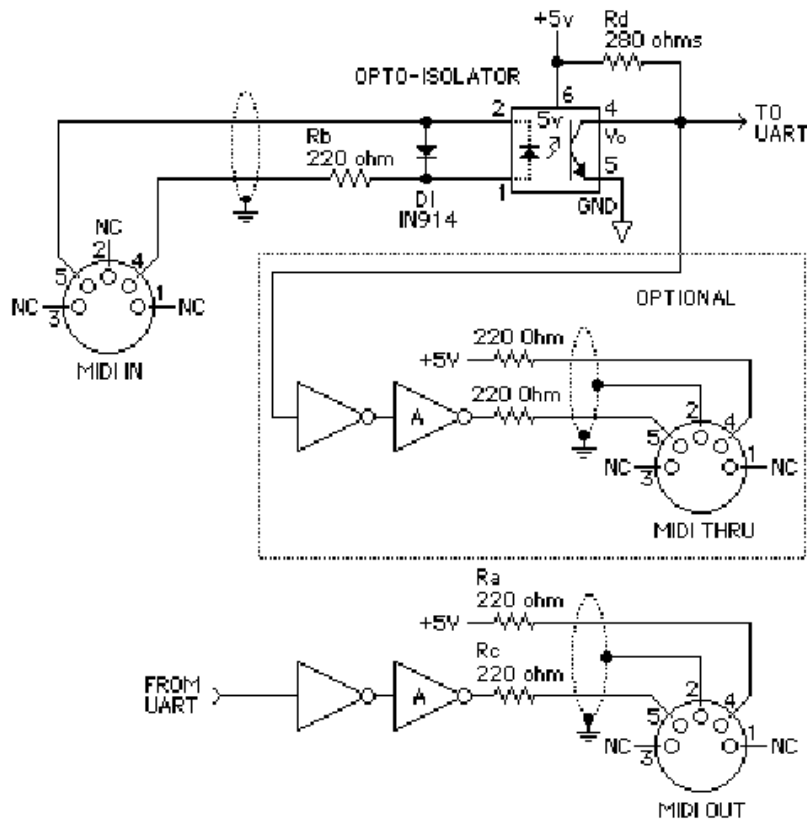 +5v
Rd
280 ohms
OPTO-ISOLATOR
6
2
4
5v
Vo
TO
UART
Rb
220 ohm
5
1
D1
IN914
GND
NC
2
5
4
NC
3
1
NC
MIDI IN
OPTIONAL
220 Ohm
+5V
220 Ohm
A
2
4
5
1
NC
3
NC
MIDI THRU
Ra
220 ohm
+5V
Rc
220 ohm
FROM
UART
A
2
4
5
1
NC
3
NC
MIDI OUT